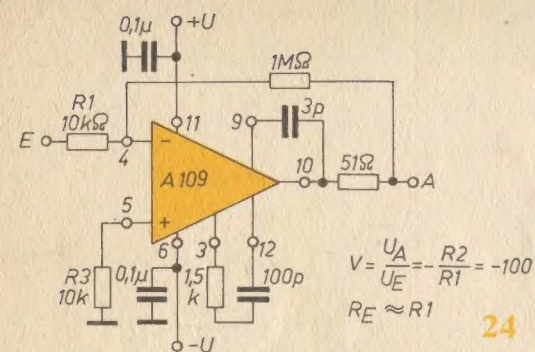 +U
0,1µ
1MΩ
R1
10kΩ
E
4
11
9
3p
10
51Ω
A
A109
5
6
3
12
R3
10k
0,1µ
1,5
k
100p
-U
V = U_A / U_E = - R2 / R1 = -100
R_E ≈ R1
24